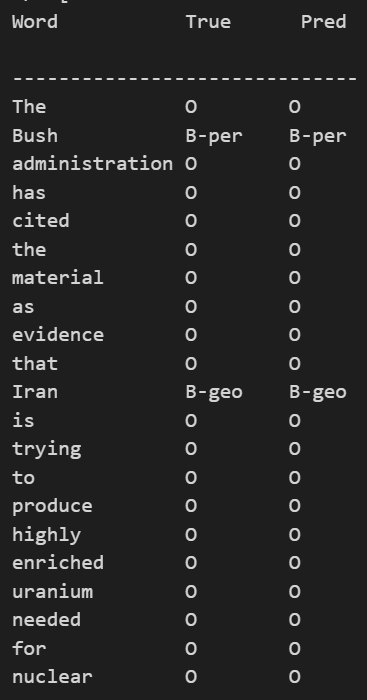 Word True Pred
------------------------------
The O O
Bush B-per B-per
administration O O
has O O
cited O O
the O O
material O O
as O O
evidence O O
that O O
Iran B-geo B-geo
is O O
trying O O
to O O
produce O O
highly O O
enriched O O
uranium O O
needed O O
for O O
nuclear O O